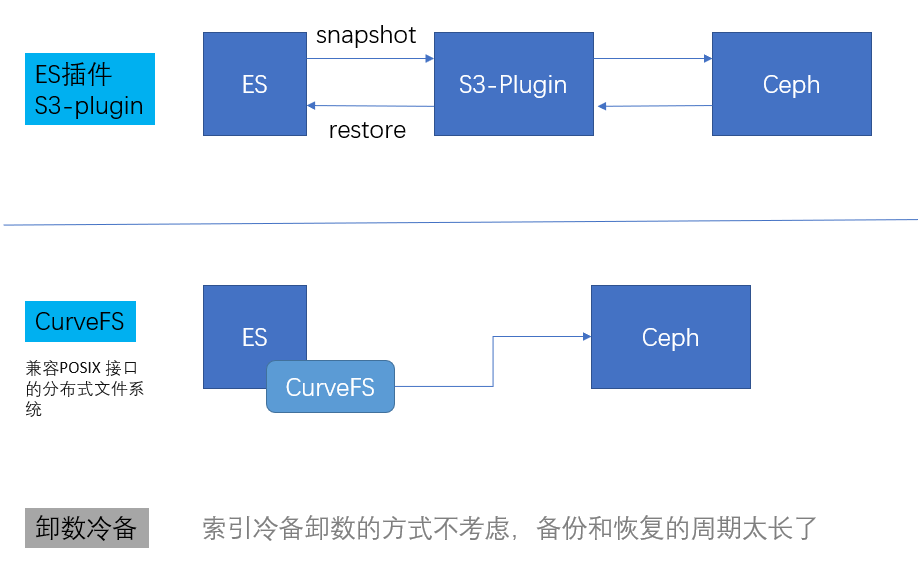 snapshot
ES插件
S3-plugin
ES
S3-Plugin
Ceph
restore
CurveFS
兼容POSIX 接口
的分布式文件系
统
ES
CurveFS
Ceph
卸数冷备
索引冷备卸数的方式不考虑，备份和恢复的周期太长了